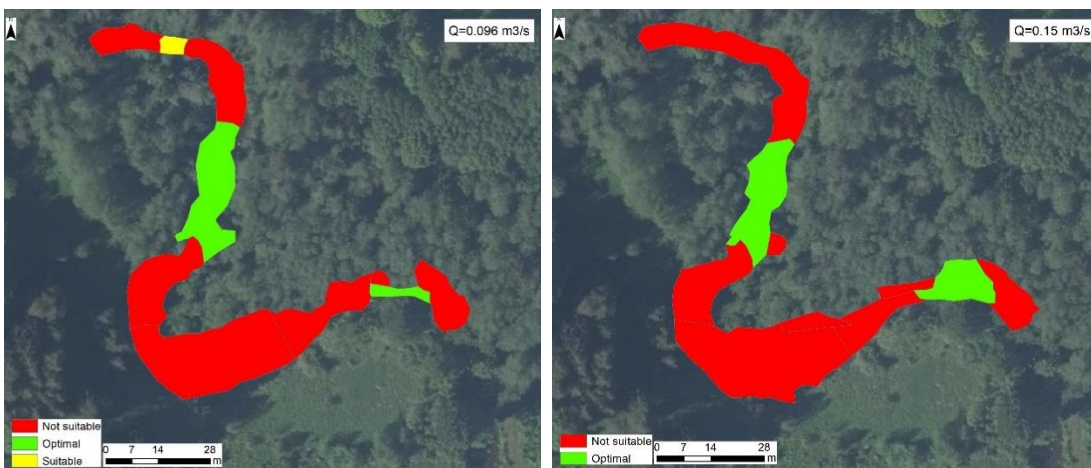 N
Q=0.096 m3/s
Not suitable
Optimal
Suitable
0 7 14 28
m
N
Q=0.15 m3/s
Not suitable
Optimal
0 7 14 28
m